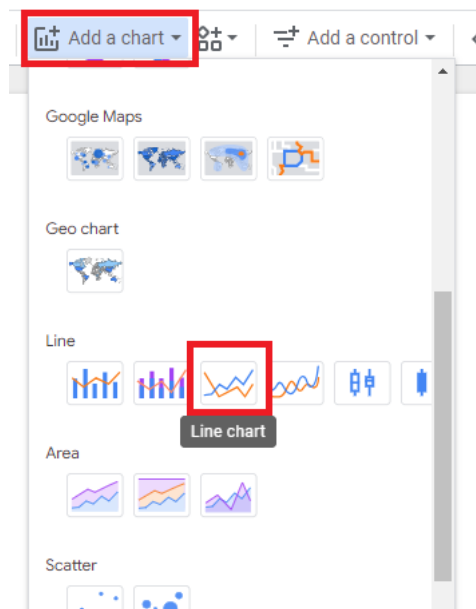 Add a chart
Add a control
Google Maps
Geo chart
Line
Line chart
Area
Scatter